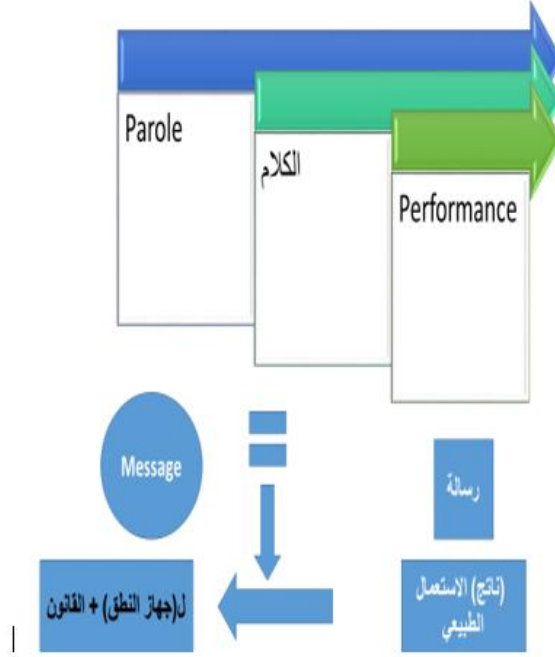 Parole
الكلام
Performance
Message
رسالة
ل(جهاز النطق) + القانون
(ناتج) الاستعمال
الطبيعي